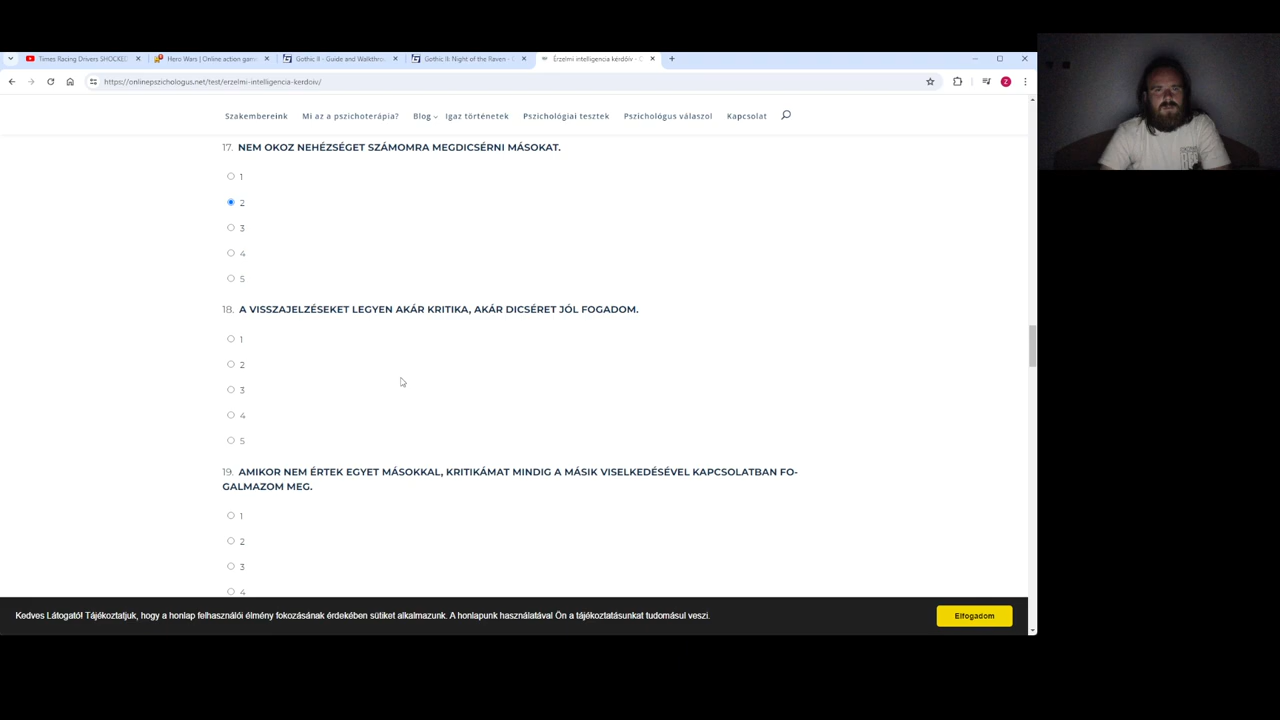 Times Racing Drivers SHOCKED
Hero Wars | Online action gam
Gothic II - Guide and Walkthrou
Gothic II: Night of the Raven -
Érzelmi intelligencia kérdőív - O
https://onlinepszichologus.net/test/erzelmi-intelligencia-kerdoiv/
Z
Szakembereink
Mi az a pszichoterápia?
Blog
Igaz történetek
Pszichológiai tesztek
Pszichológus válaszol
Kapcsolat
17. NEM OKOZ NEHÉZSÉGET SZÁMOMRA MEGDICSÉRNI MÁSOKAT.
1
2
3
4
5
18. A VISSZAJELZÉSEKET LEGYEN AKÁR KRITIKA, AKÁR DICSÉRET JÓL FOGADOM.
1
2
3
4
5
19. AMIKOR NEM ÉRTEK EGYET MÁSOKKAL, KRITIKÁMAT MINDIG A MÁSIK VISELKEDÉSÉVEL KAPCSOLATBAN FO-
GALMAZOM MEG.
1
2
3
4
Kedves Látogató! Tájékoztatjuk, hogy a honlap felhasználói élmény fokozásának érdekében sütiket alkalmazunk. A honlapunk használatával Ön a tájékoztatásunkat tudomásul veszi.
Elfogadom